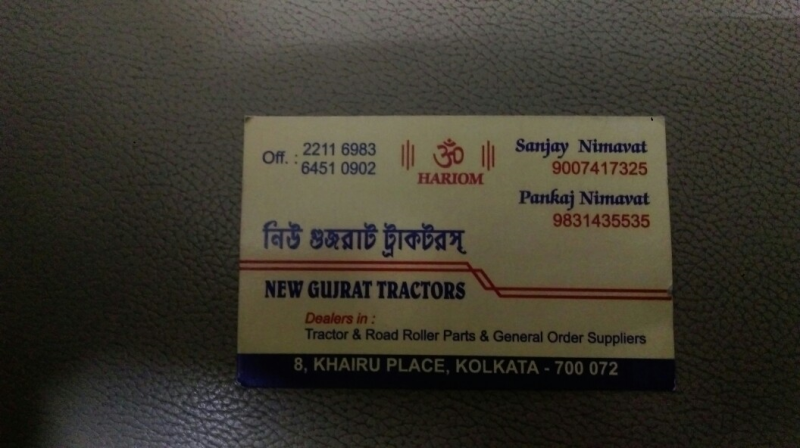 Off. : 2211 6983
6451 0902
ॐ
HARIOM
Sanjay Nimavat
9007417325
Pankaj Nimavat
9831435535
নিউ গুজরাট ট্রাকটরস্
NEW GUJRAT TRACTORS
Dealers in :
Tractor & Road Roller Parts & General Order Suppliers
8, KHAIRU PLACE, KOLKATA - 700 072